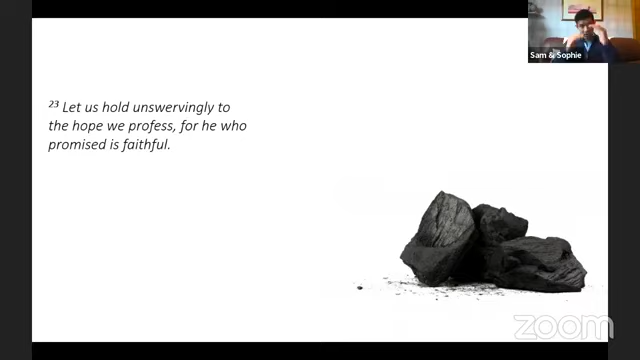 Sam & Sophie
23 Let us hold unswervingly to
the hope we profess, for he who
promised is faithful.
zoom